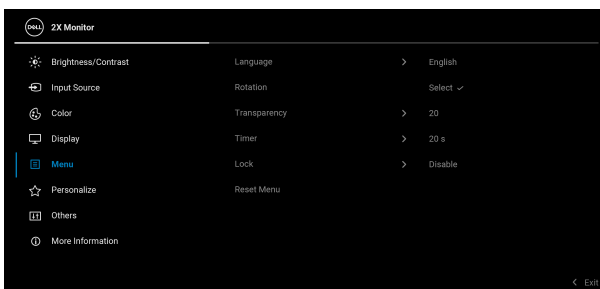 DELL 2X Monitor
Brightness/Contrast Language > English
Input Source Rotation Select ✓
Color Transparency > 20
Display Timer > 20 s
Menu Lock > Disable
Personalize Reset Menu
Others
More Information
< Exit